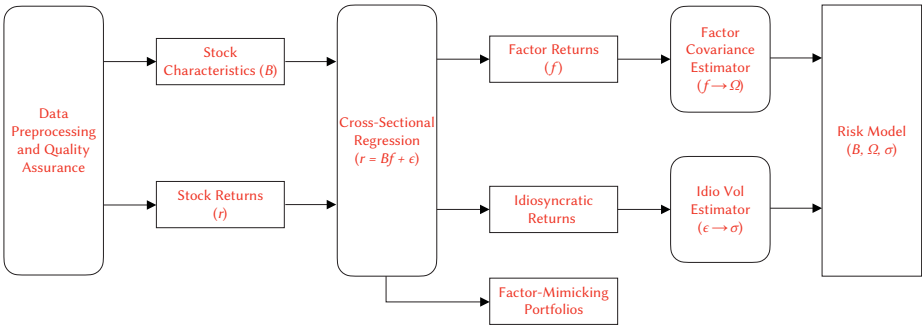 Data
Preprocessing
and Quality
Assurance
Stock
Characteristics (B)
Stock Returns
(r)
Cross-Sectional
Regression
(r = Bf + ϵ)
Factor Returns
(f)
Idiosyncratic
Returns
Factor-Mimicking
Portfolios
Factor
Covariance
Estimator
(f → Ω)
Idio Vol
Estimator
(ϵ → σ)
Risk Model
(B, Ω, σ)